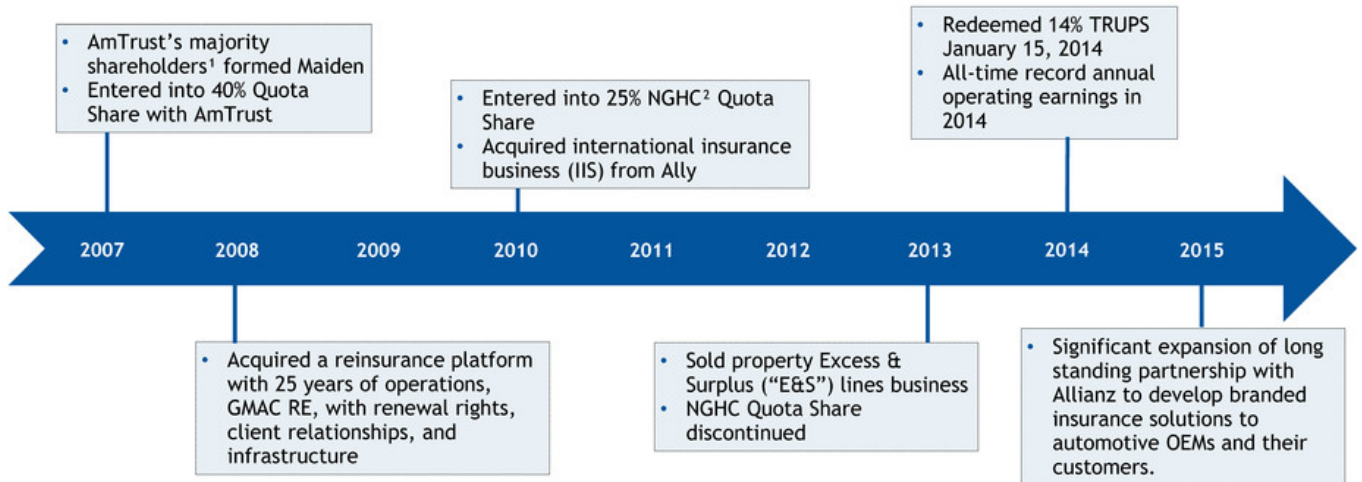 • AmTrust’s majority
shareholders¹ formed Maiden
• Entered into 40% Quota
Share with AmTrust
• Entered into 25% NGHC² Quota
Share
• Acquired international insurance
business (IIS) from Ally
• Redeemed 14% TRUPS
January 15, 2014
• All-time record annual
operating earnings in
2014
2007 2008 2009 2010 2011 2012 2013 2014 2015
• Acquired a reinsurance platform
with 25 years of operations,
GMAC RE, with renewal rights,
client relationships, and
infrastructure
• Sold property Excess &
Surplus (“E&S”) lines business
• NGHC Quota Share
discontinued
• Significant expansion of long
standing partnership with
Allianz to develop branded
insurance solutions to
automotive OEMs and their
customers.